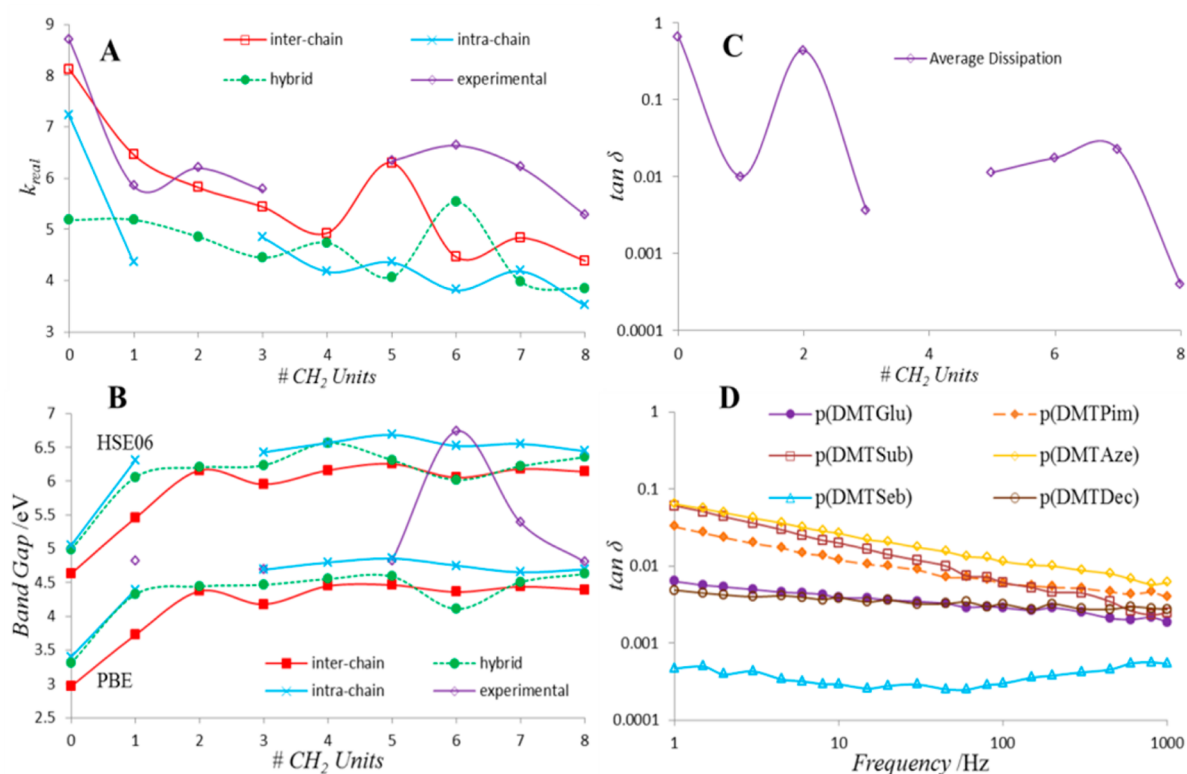 A
inter-chain
intra-chain
hybrid
experimental
9
8
7
6
5
4
3
k_real
0 1 2 3 4 5 6 7 8
# CH₂ Units
C
Average Dissipation
1
0.1
0.01
0.001
0.0001
tan δ
0 2 4 6 8
# CH₂ Units
B
HSE06
PBE
7
6.5
6
5.5
5
4.5
4
3.5
3
2.5
Band Gap /eV
inter-chain
hybrid
intra-chain
experimental
0 1 2 3 4 5 6 7 8
# CH₂ Units
D
p(DMTGlu)
p(DMTPim)
p(DMTSub)
p(DMTAze)
p(DMTSeb)
p(DMTDec)
1
0.1
0.01
0.001
0.0001
tan δ
1 10 100 1000
Frequency /Hz